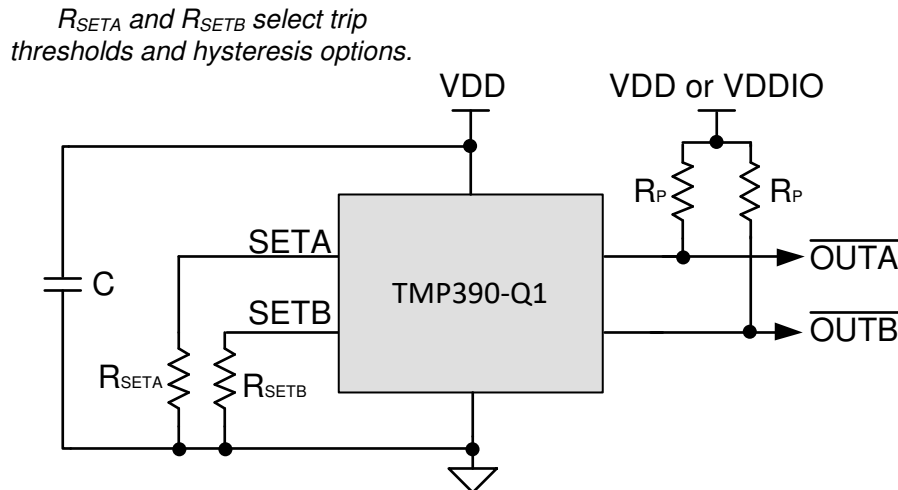 RSETA and RSETB select trip
thresholds and hysteresis options.
VDD
VDD or VDDIO
RP
RP
SETA
OUTA
C
TMP390-Q1
SETB
OUTB
RSETA
RSETB